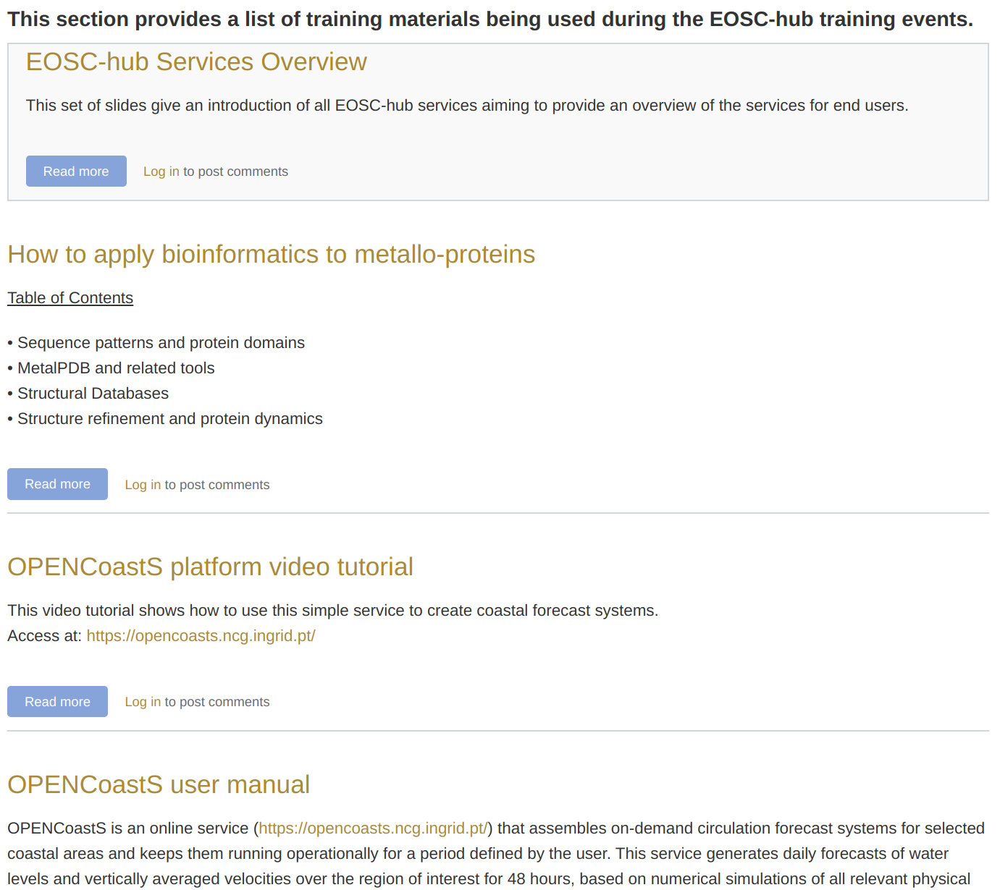 This section provides a list of training materials being used during the EOSC-hub training events.
EOSC-hub Services Overview
This set of slides give an introduction of all EOSC-hub services aiming to provide an overview of the services for end users.
Read more Log in to post comments
How to apply bioinformatics to metallo-proteins
Table of Contents
• Sequence patterns and protein domains
• MetalPDB and related tools
• Structural Databases
• Structure refinement and protein dynamics
Read more Log in to post comments
OPENCoastS platform video tutorial
This video tutorial shows how to use this simple service to create coastal forecast systems.
Access at: https://opencoasts.ncg.ingrid.pt/
Read more Log in to post comments
OPENCoastS user manual
OPENCoastS is an online service (https://opencoasts.ncg.ingrid.pt/) that assembles on-demand circulation forecast systems for selected
coastal areas and keeps them running operationally for a period defined by the user. This service generates daily forecasts of water
levels and vertically averaged velocities over the region of interest for 48 hours, based on numerical simulations of all relevant physical